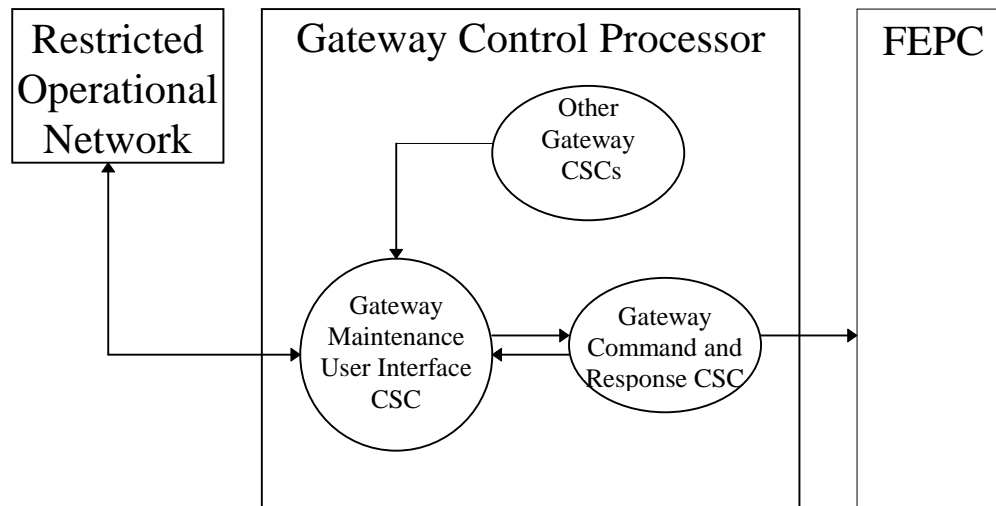 Restricted
Operational
Network
Gateway Control Processor
FEPC
Other
Gateway
CSCs
Gateway
Maintenance
User Interface
CSC
Gateway
Command and
Response CSC